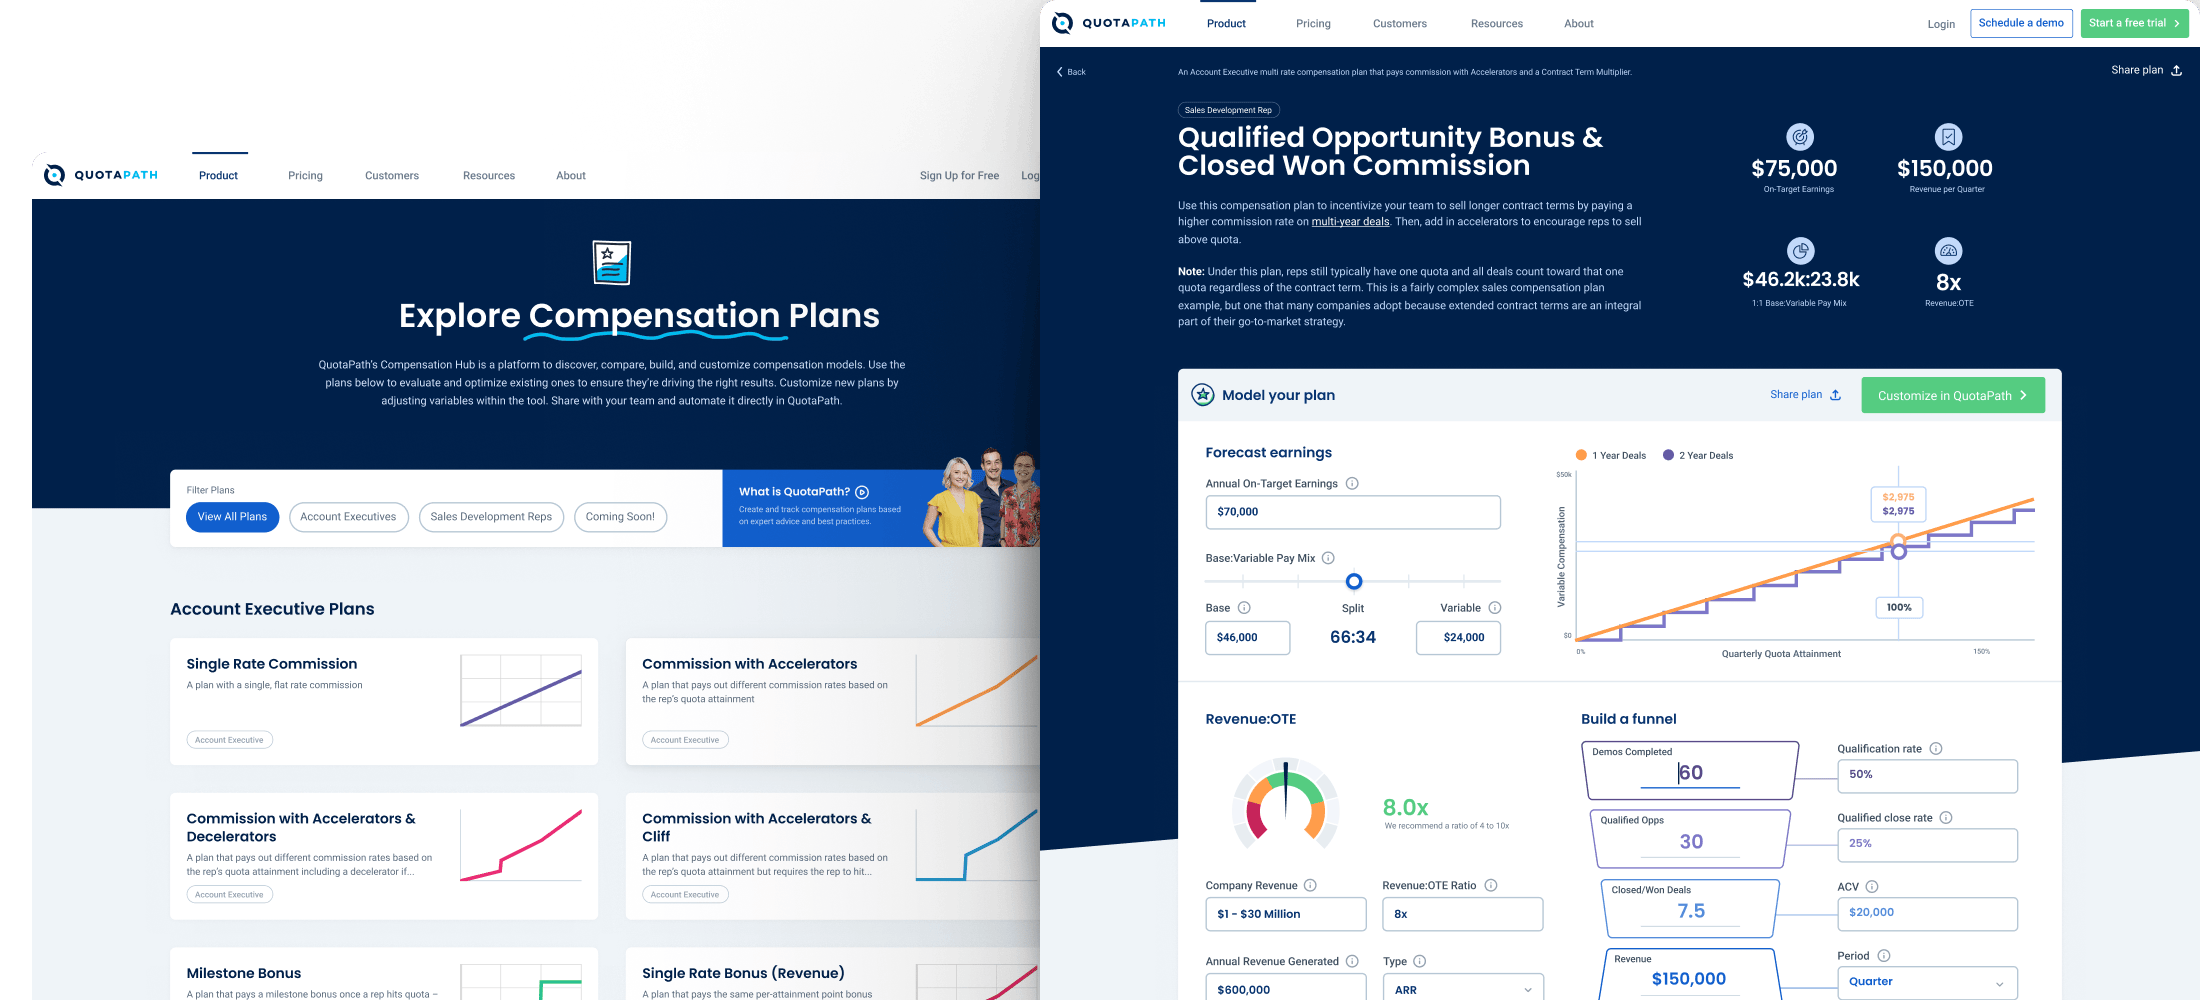 QUOTAPATH
Product
Pricing
Customers
Resources
About
Sign Up for Free
Log
Explore Compensation Plans
QuotaPath's Compensation Hub is a platform to discover, compare, build, and customize compensation models. Use the
plans below to evaluate and optimize existing ones to ensure they're driving the right results. Customize new plans by
adjusting variables within the tool. Share with your team and automate it directly in QuotaPath.
Filter Plans
View All Plans
Account Executives
Sales Development Reps
Coming Soon!
What is QuotaPath?
Create and track compensation plans based
on expert advice and best practices.
Account Executive Plans
Single Rate Commission
A plan with a single, flat rate commission
Account Executive
Commission with Accelerators
A plan that pays out different commission rates based on
the rep's quota attainment
Account Executive
Commission with Accelerators &
Decelerators
A plan that pays out different commission rates based on
the rep's quota attainment including a decelerator if...
Account Executive
Commission with Accelerators &
Cliff
A plan that pays out different commission rates based on
the rep's quota attainment but requires the rep to hit...
Account Executive
Milestone Bonus
A plan that pays a milestone bonus once a rep hits quota –
Single Rate Bonus (Revenue)
A plan that pays the same per-attainment point bonus
QUOTAPATH
Product
Pricing
Customers
Resources
About
Login
Schedule a demo
Start a free trial
Back
An Account Executive multi rate compensation plan that pays commission with Accelerators and a Contract Term Multiplier.
Share plan
Sales Development Rep
Qualified Opportunity Bonus &
Closed Won Commission
Use this compensation plan to incentivize your team to sell longer contract terms by paying a
higher commission rate on multi-year deals. Then, add in accelerators to encourage reps to sell
above quota.
Note: Under this plan, reps still typically have one quota and all deals count toward that one
quota regardless of the contract term. This is a fairly complex sales compensation plan
example, but one that many companies adopt because extended contract terms are an integral
part of their go-to-market strategy.
$75,000
On-Target Earnings
$150,000
Revenue per Quarter
$46.2k:23.8k
1:1 Base:Variable Pay Mix
8x
Revenue:OTE
Model your plan
Share plan
Customize in QuotaPath
Forecast earnings
Annual On-Target Earnings
$70,000
Base:Variable Pay Mix
Base
Split
Variable
$46,000
66:34
$24,000
1 Year Deals
2 Year Deals
$50k
Variable Compensation
$0
$2,975
$2,975
100%
0%
Quarterly Quota Attainment
150%
Revenue:OTE
8.0x
We recommend a ratio of 4 to 10x
Company Revenue
$1 - $30 Million
Revenue:OTE Ratio
8x
Annual Revenue Generated
$600,000
Type
ARR
Build a funnel
Demos Completed
60
Qualification rate
50%
Qualified Opps
30
Qualified close rate
25%
Closed/Won Deals
7.5
ACV
$20,000
Revenue
$150,000
Period
Quarter